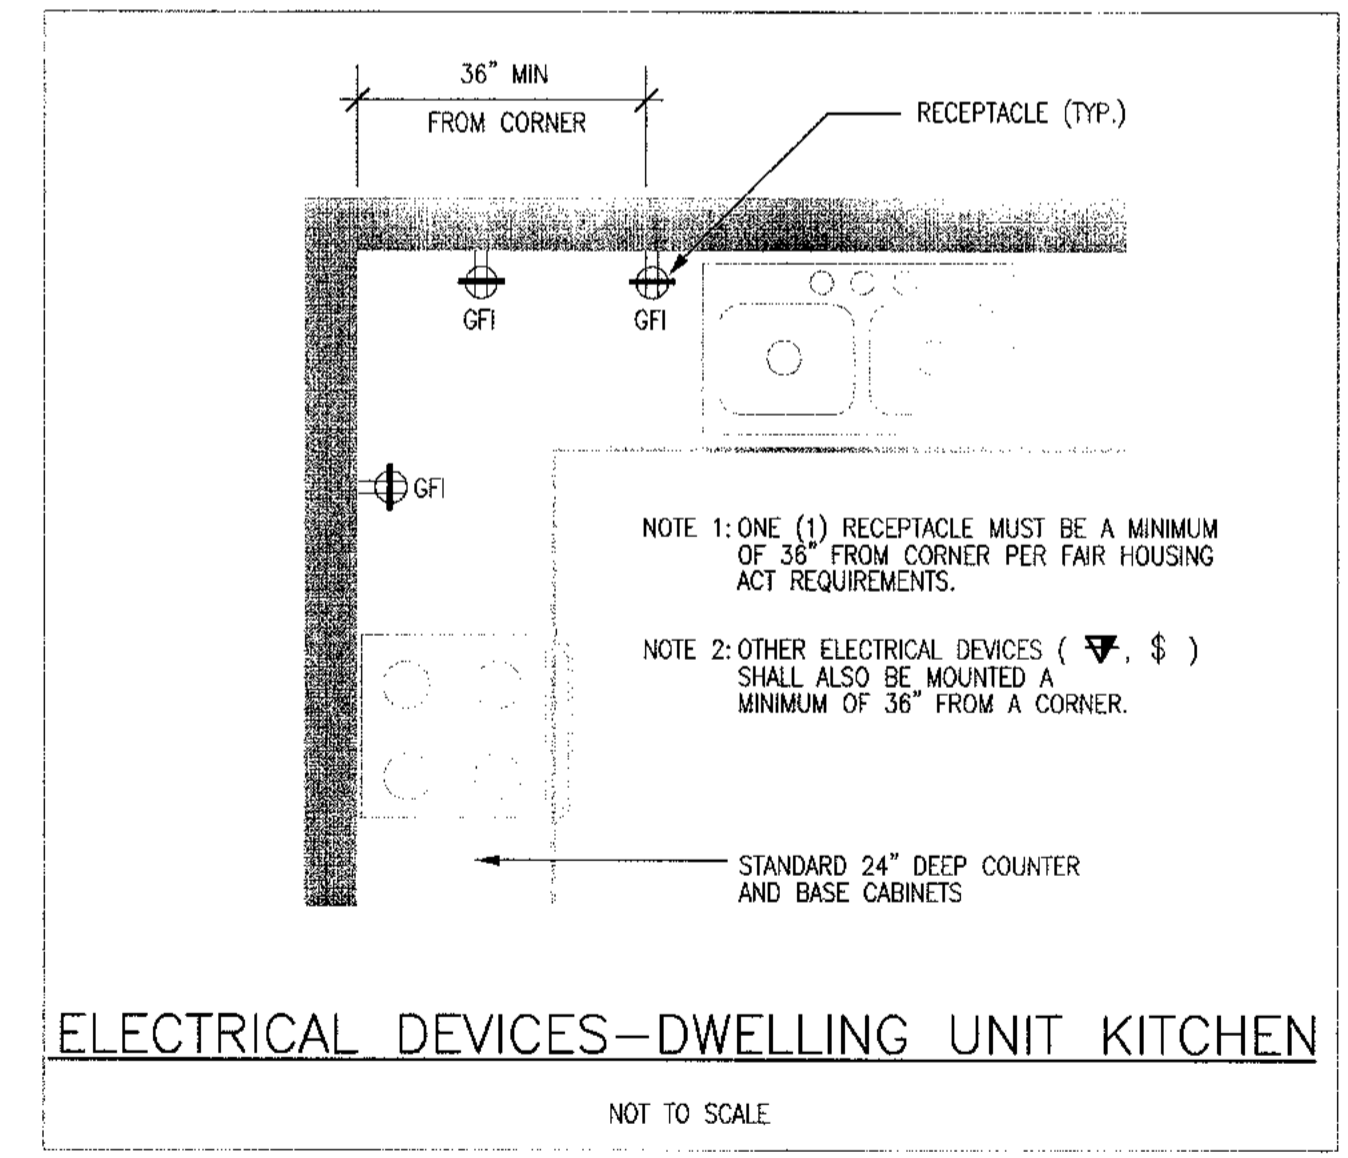 36" MIN
FROM CORNER
RECEPTACLE (TYP.)
GFI
GFI
GFI
NOTE 1: ONE (1) RECEPTACLE MUST BE A MINIMUM
OF 36" FROM CORNER PER FAIR HOUSING
ACT REQUIREMENTS.
NOTE 2: OTHER ELECTRICAL DEVICES ( , $ )
SHALL ALSO BE MOUNTED A
MINIMUM OF 36" FROM A CORNER.
STANDARD 24" DEEP COUNTER
AND BASE CABINETS
ELECTRICAL DEVICES-DWELLING UNIT KITCHEN
NOT TO SCALE